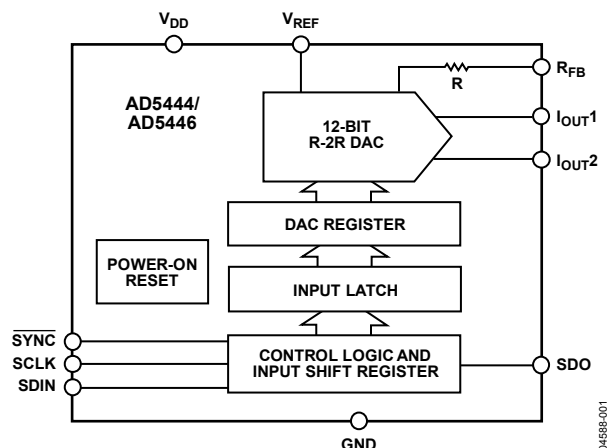 VDD
VREF
RFB
R
AD5444/
AD5446
12-BIT
R-2R DAC
IOUT1
IOUT2
DAC REGISTER
POWER-ON
RESET
INPUT LATCH
SYNC
SCLK
SDIN
CONTROL LOGIC AND
INPUT SHIFT REGISTER
SDO
GND
04588-001